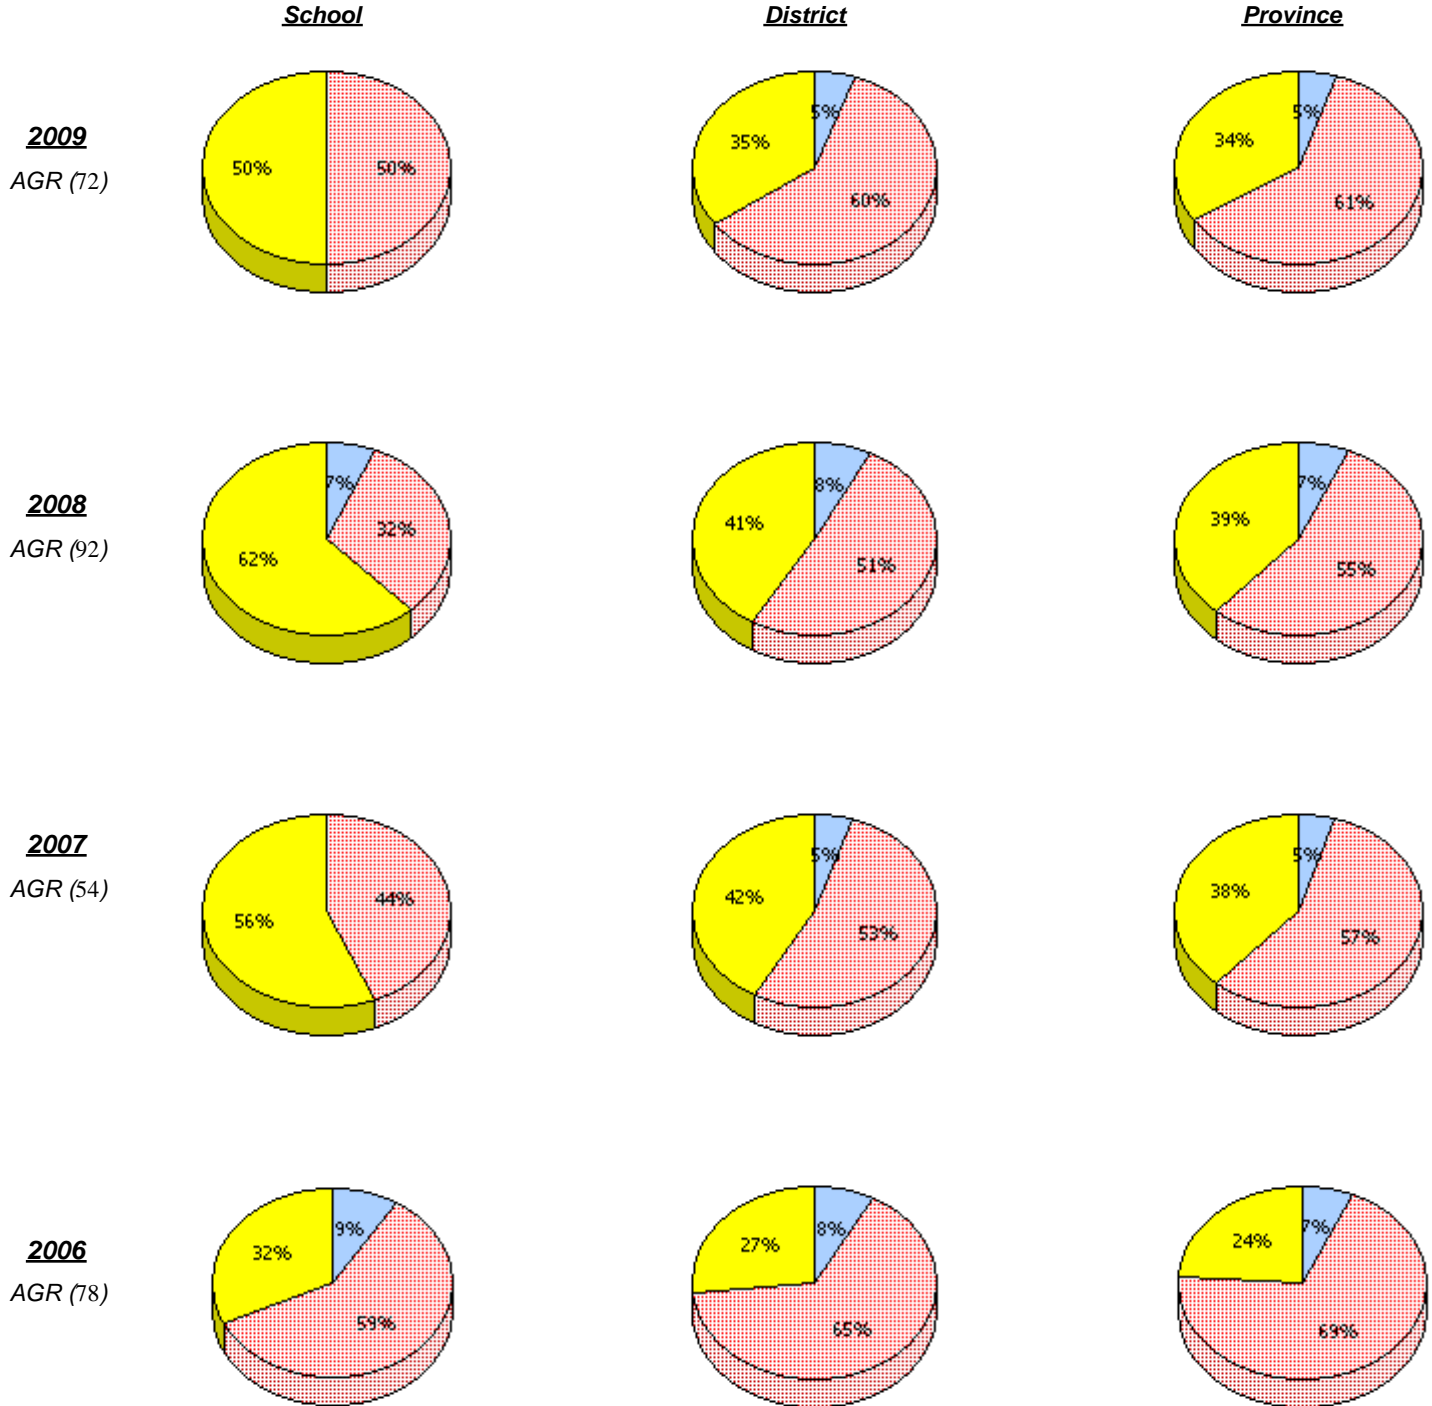 School District Province
2009
AGR (72)
50% 50%
35% 5% 60%
34% 5% 61%
2008
AGR (92)
62% 7% 32%
41% 8% 51%
39% 7% 55%
2007
AGR (54)
56% 44%
42% 5% 53%
38% 5% 57%
2006
AGR (78)
32% 9% 59%
27% 8% 65%
24% 7% 69%